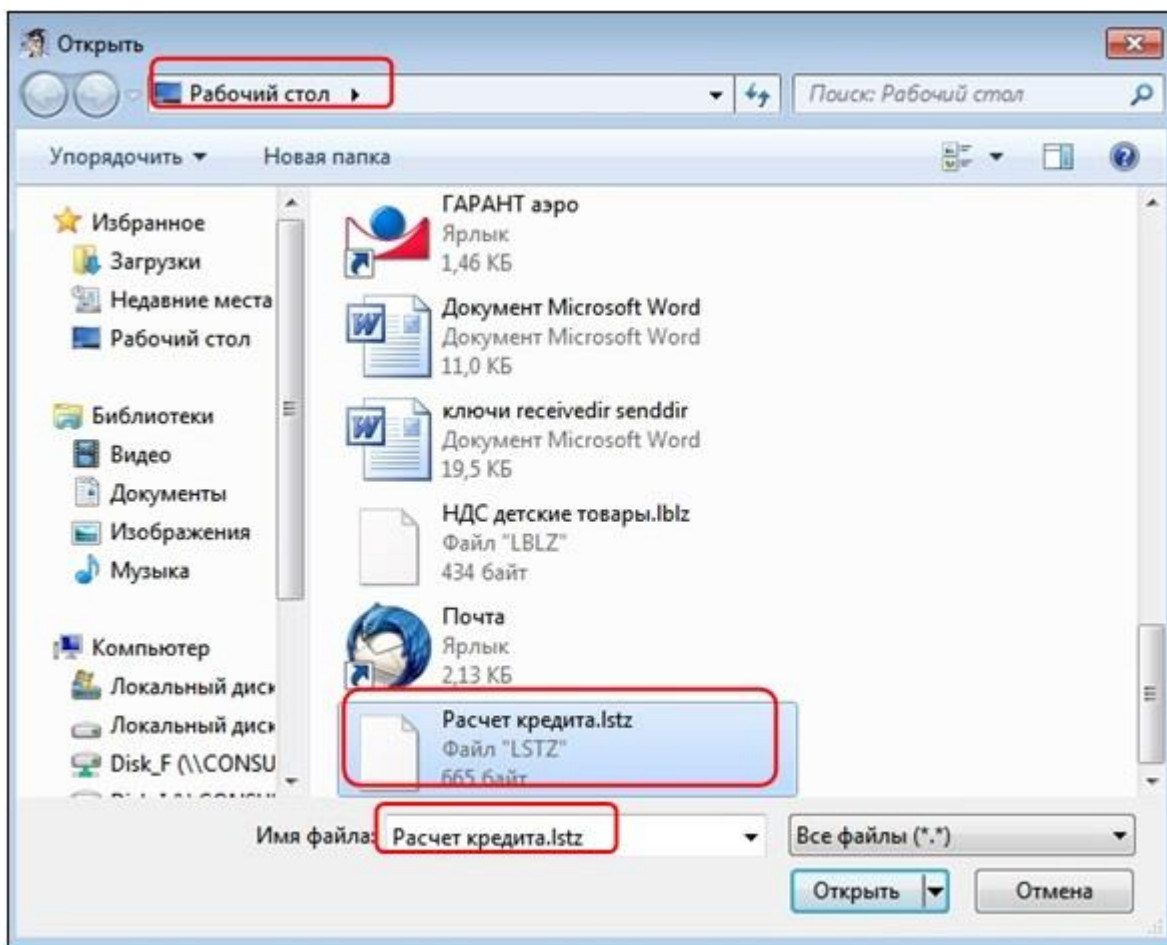 Открыть
Рабочий стол
Поиск: Рабочий стол
Упорядочить
Новая папка
Избранное
Загрузки
Недавние места
Рабочий стол
Библиотеки
Видео
Документы
Изображения
Музыка
Компьютер
Локальный диск
Локальный диск
Disk_F (\\CONSU
ГАРАНТ аэро
Ярлык
1,46 КБ
Документ Microsoft Word
Документ Microsoft Word
11,0 КБ
ключи receivedir senddir
Документ Microsoft Word
19,5 КБ
НДС детские товары.lblz
Файл "LBLZ"
434 байт
Почта
Ярлык
2,13 КБ
Расчет кредита.lstz
Файл "LSTZ"
665 байт
Имя файла: Расчет кредита.lstz
Все файлы (*.*)
Открыть
Отмена